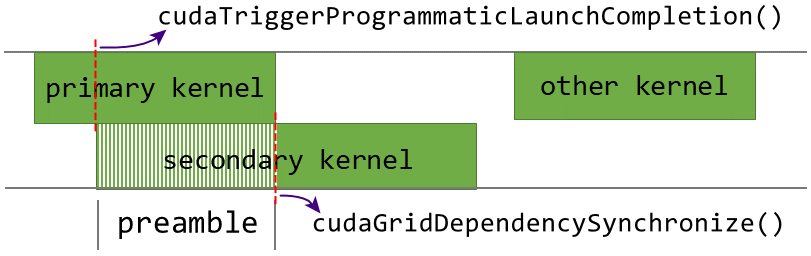 cudaTriggerProgrammaticLaunchCompletion()
primary kernel
other kernel
secondary kernel
preamble
cudaGridDependencySynchronize()